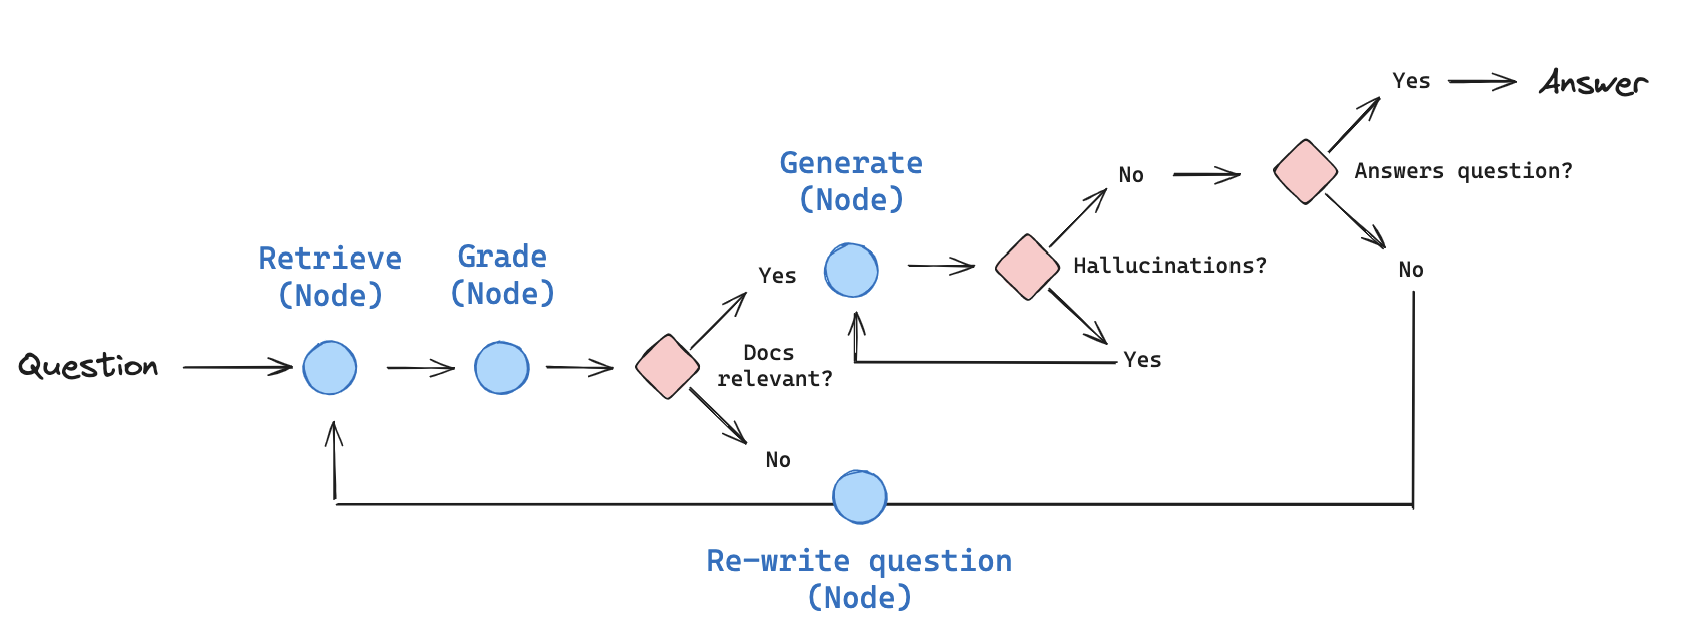 Question
Retrieve
(Node)
Grade
(Node)
Docs
relevant?
Yes
No
Generate
(Node)
Hallucinations?
No
Yes
Answers question?
Yes
Answer
No
Re-write question
(Node)